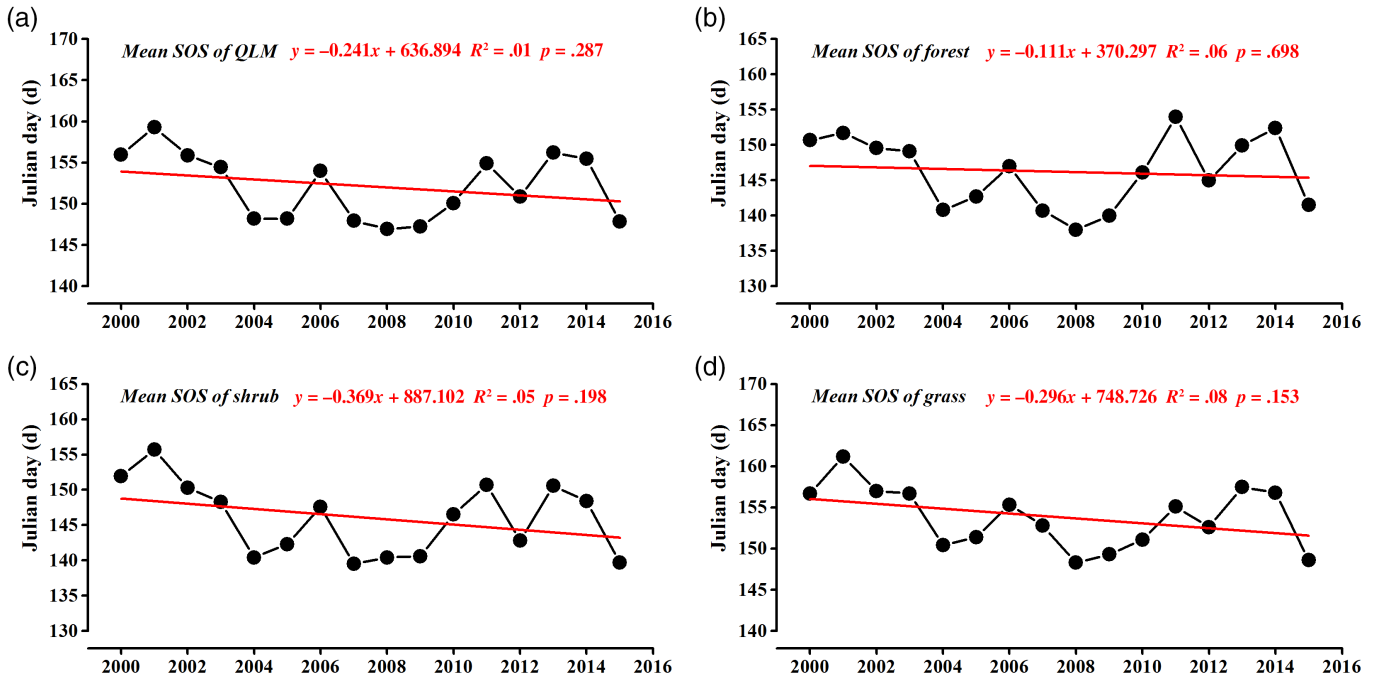 (a)
Mean SOS of QLM y = −0.241x + 636.894 R² = .01 p = .287
Julian day (d)
170
165
160
155
150
145
140
2000 2002 2004 2006 2008 2010 2012 2014 2016
(b)
Mean SOS of forest y = −0.111x + 370.297 R² = .06 p = .698
Julian day (d)
165
160
155
150
145
140
135
130
2000 2002 2004 2006 2008 2010 2012 2014 2016
(c)
Mean SOS of shrub y = −0.369x + 887.102 R² = .05 p = .198
Julian day (d)
165
160
155
150
145
140
135
130
2000 2002 2004 2006 2008 2010 2012 2014 2016
(d)
Mean SOS of grass y = −0.296x + 748.726 R² = .08 p = .153
Julian day (d)
170
165
160
155
150
145
140
2000 2002 2004 2006 2008 2010 2012 2014 2016